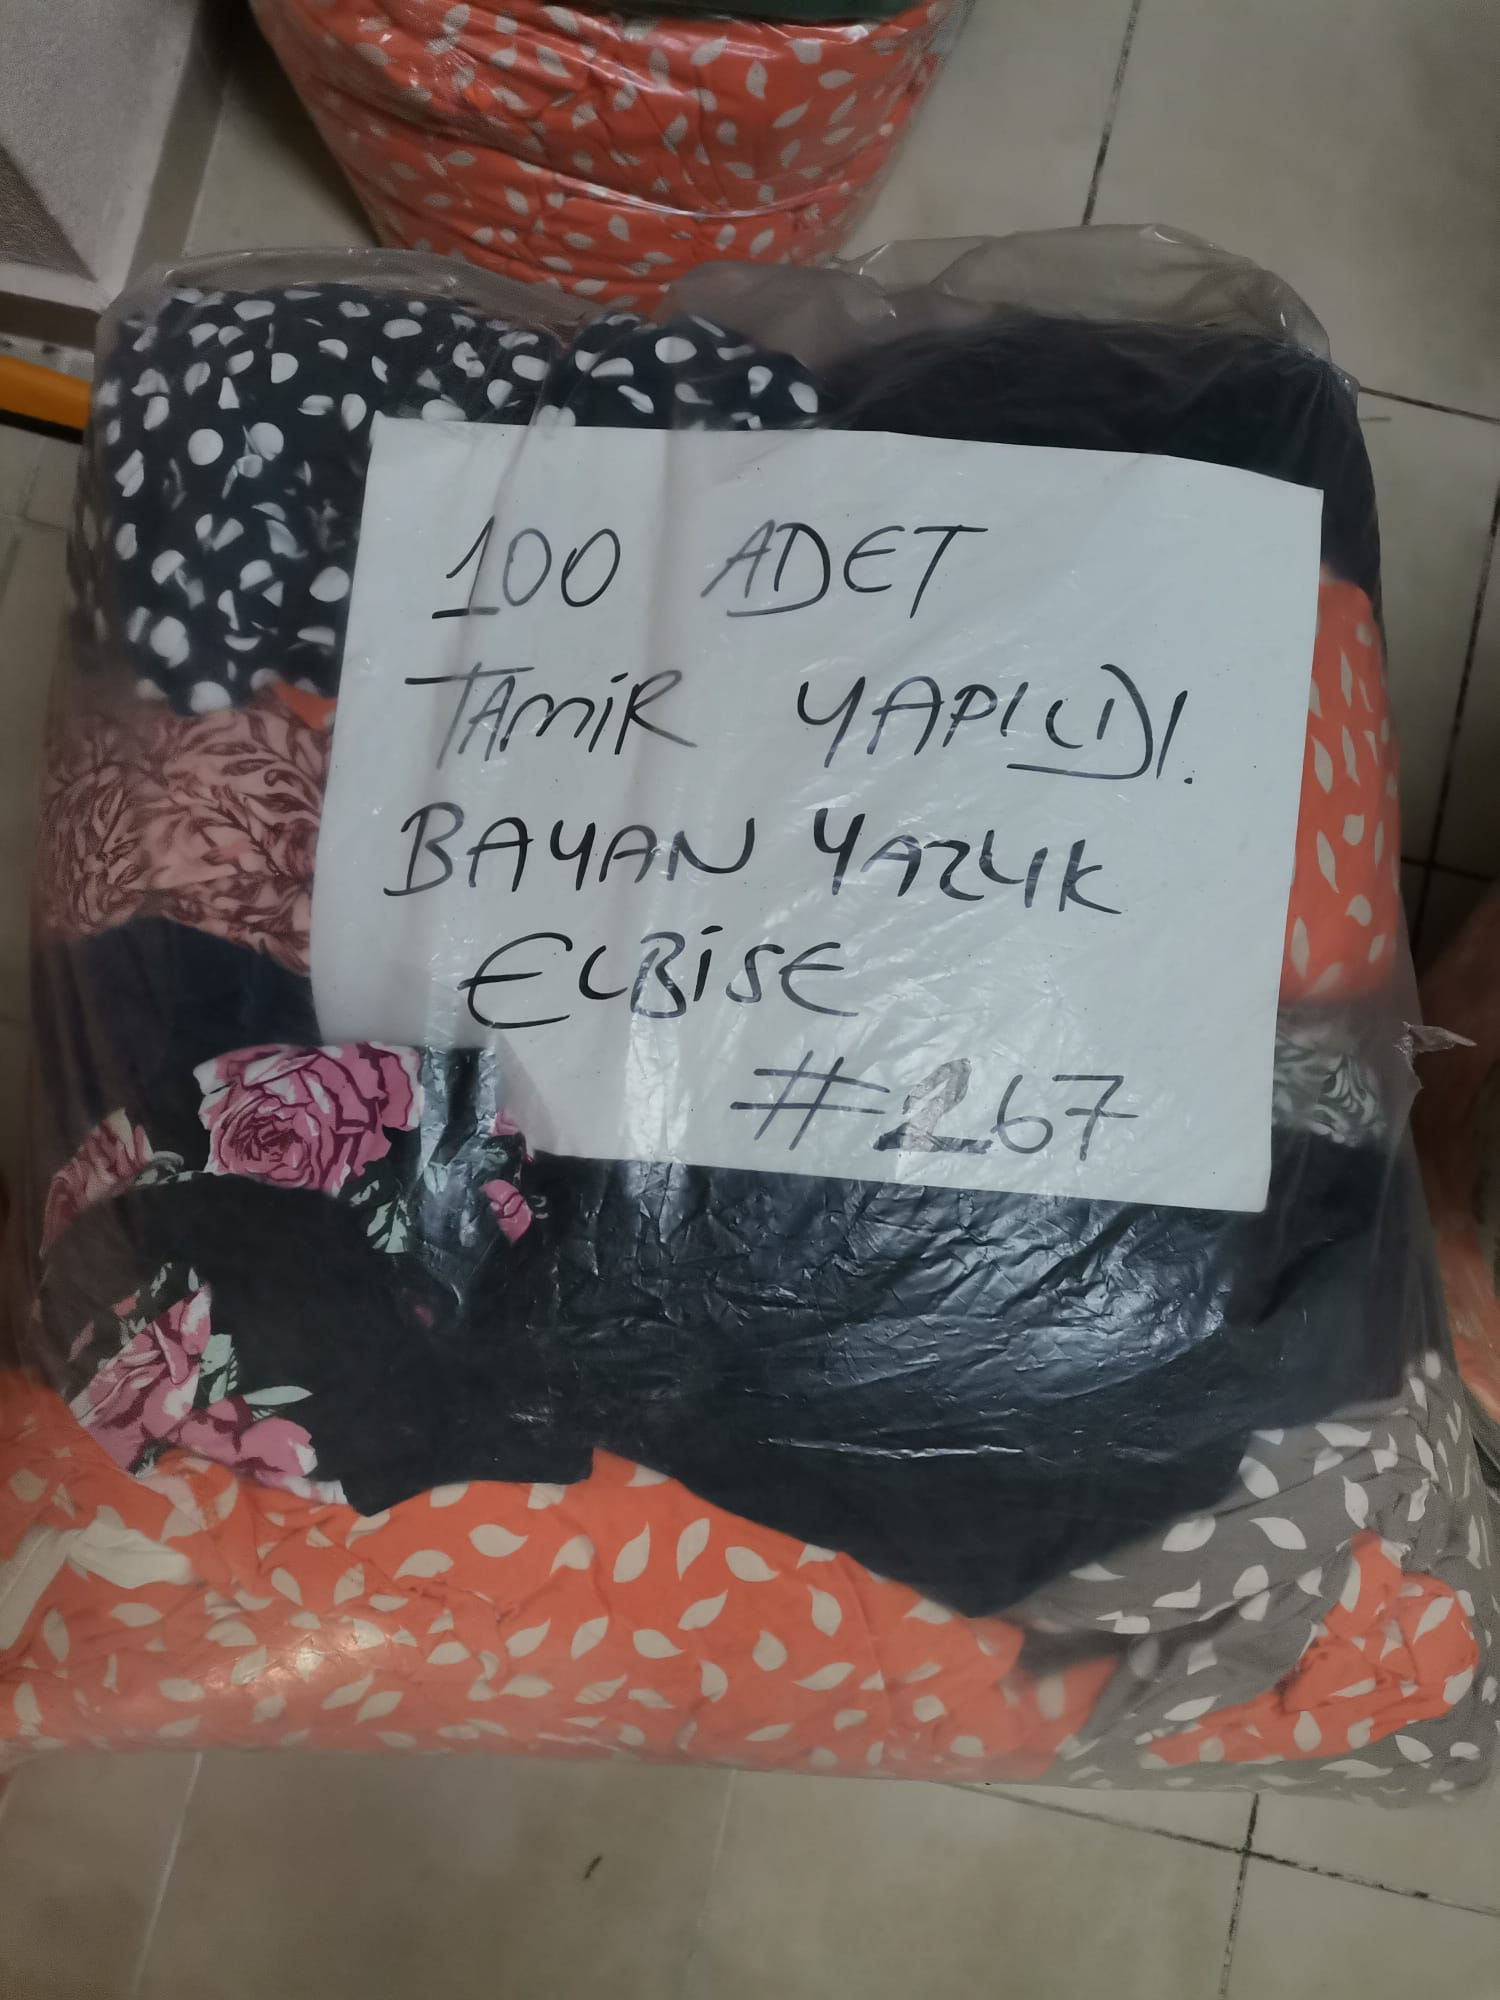 100 ADET
TAMİR YAPILDI.
BAYAN YAZLIK
ELBİSE
#267